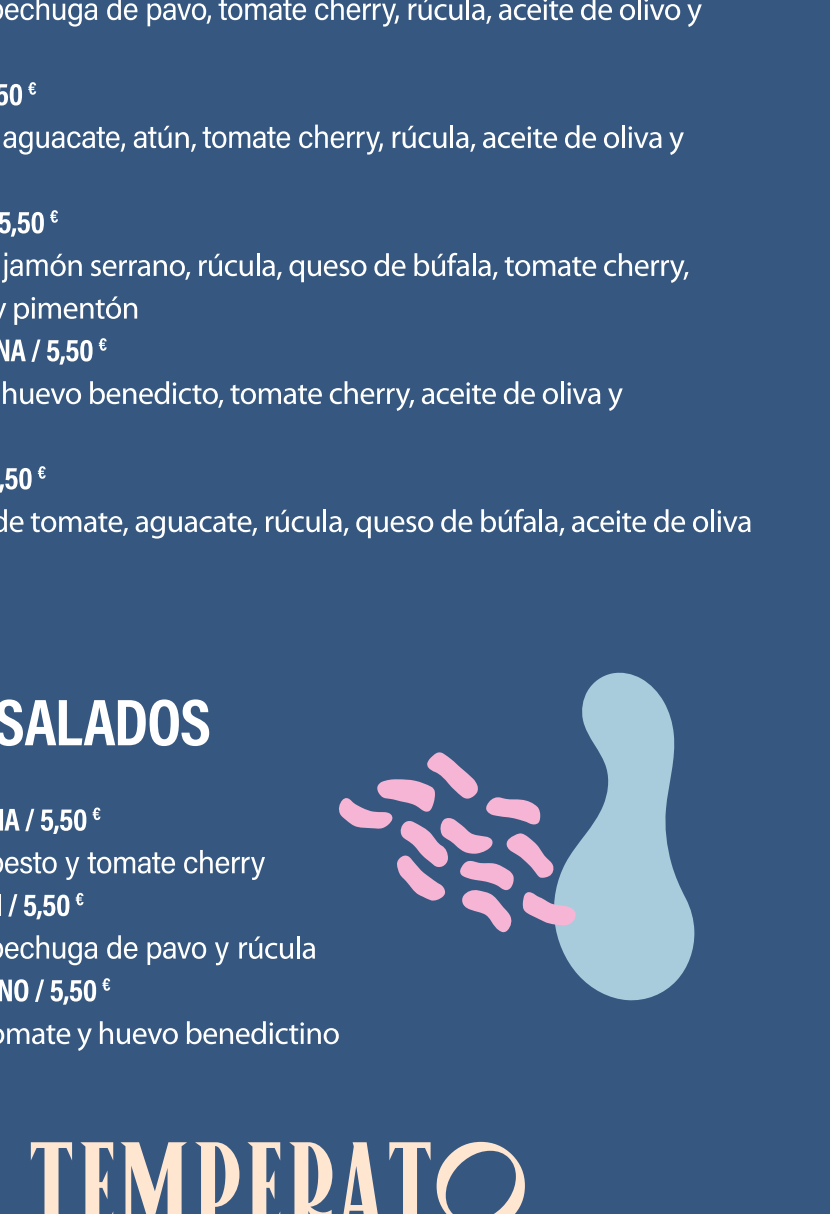 pechuga de pavo, tomate cherry, rúcula, aceite de olivo y
50 €
aguacate, atún, tomate cherry, rúcula, aceite de oliva y
5,50 €
jamón serrano, rúcula, queso de búfala, tomate cherry,
y pimentón
NA / 5,50 €
huevo benedicto, tomate cherry, aceite de oliva y
,50 €
de tomate, aguacate, rúcula, queso de búfala, aceite de oliva
SALADOS
NA / 5,50 €
pesto y tomate cherry
/ 5,50 €
pechuga de pavo y rúcula
NO / 5,50 €
omate y huevo benedictino
TEMPERATO